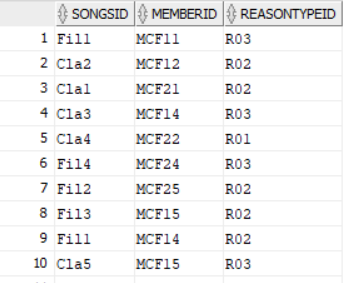 SONGSID MEMBERID REASONTYPEID
1 Fil1 MCF11 R03
2 Cla2 MCF12 R02
3 Cla1 MCF21 R02
4 Cla3 MCF14 R03
5 Cla4 MCF22 R01
6 Fil4 MCF24 R03
7 Fil2 MCF25 R02
8 Fil3 MCF15 R02
9 Fil1 MCF14 R02
10 Cla5 MCF15 R03